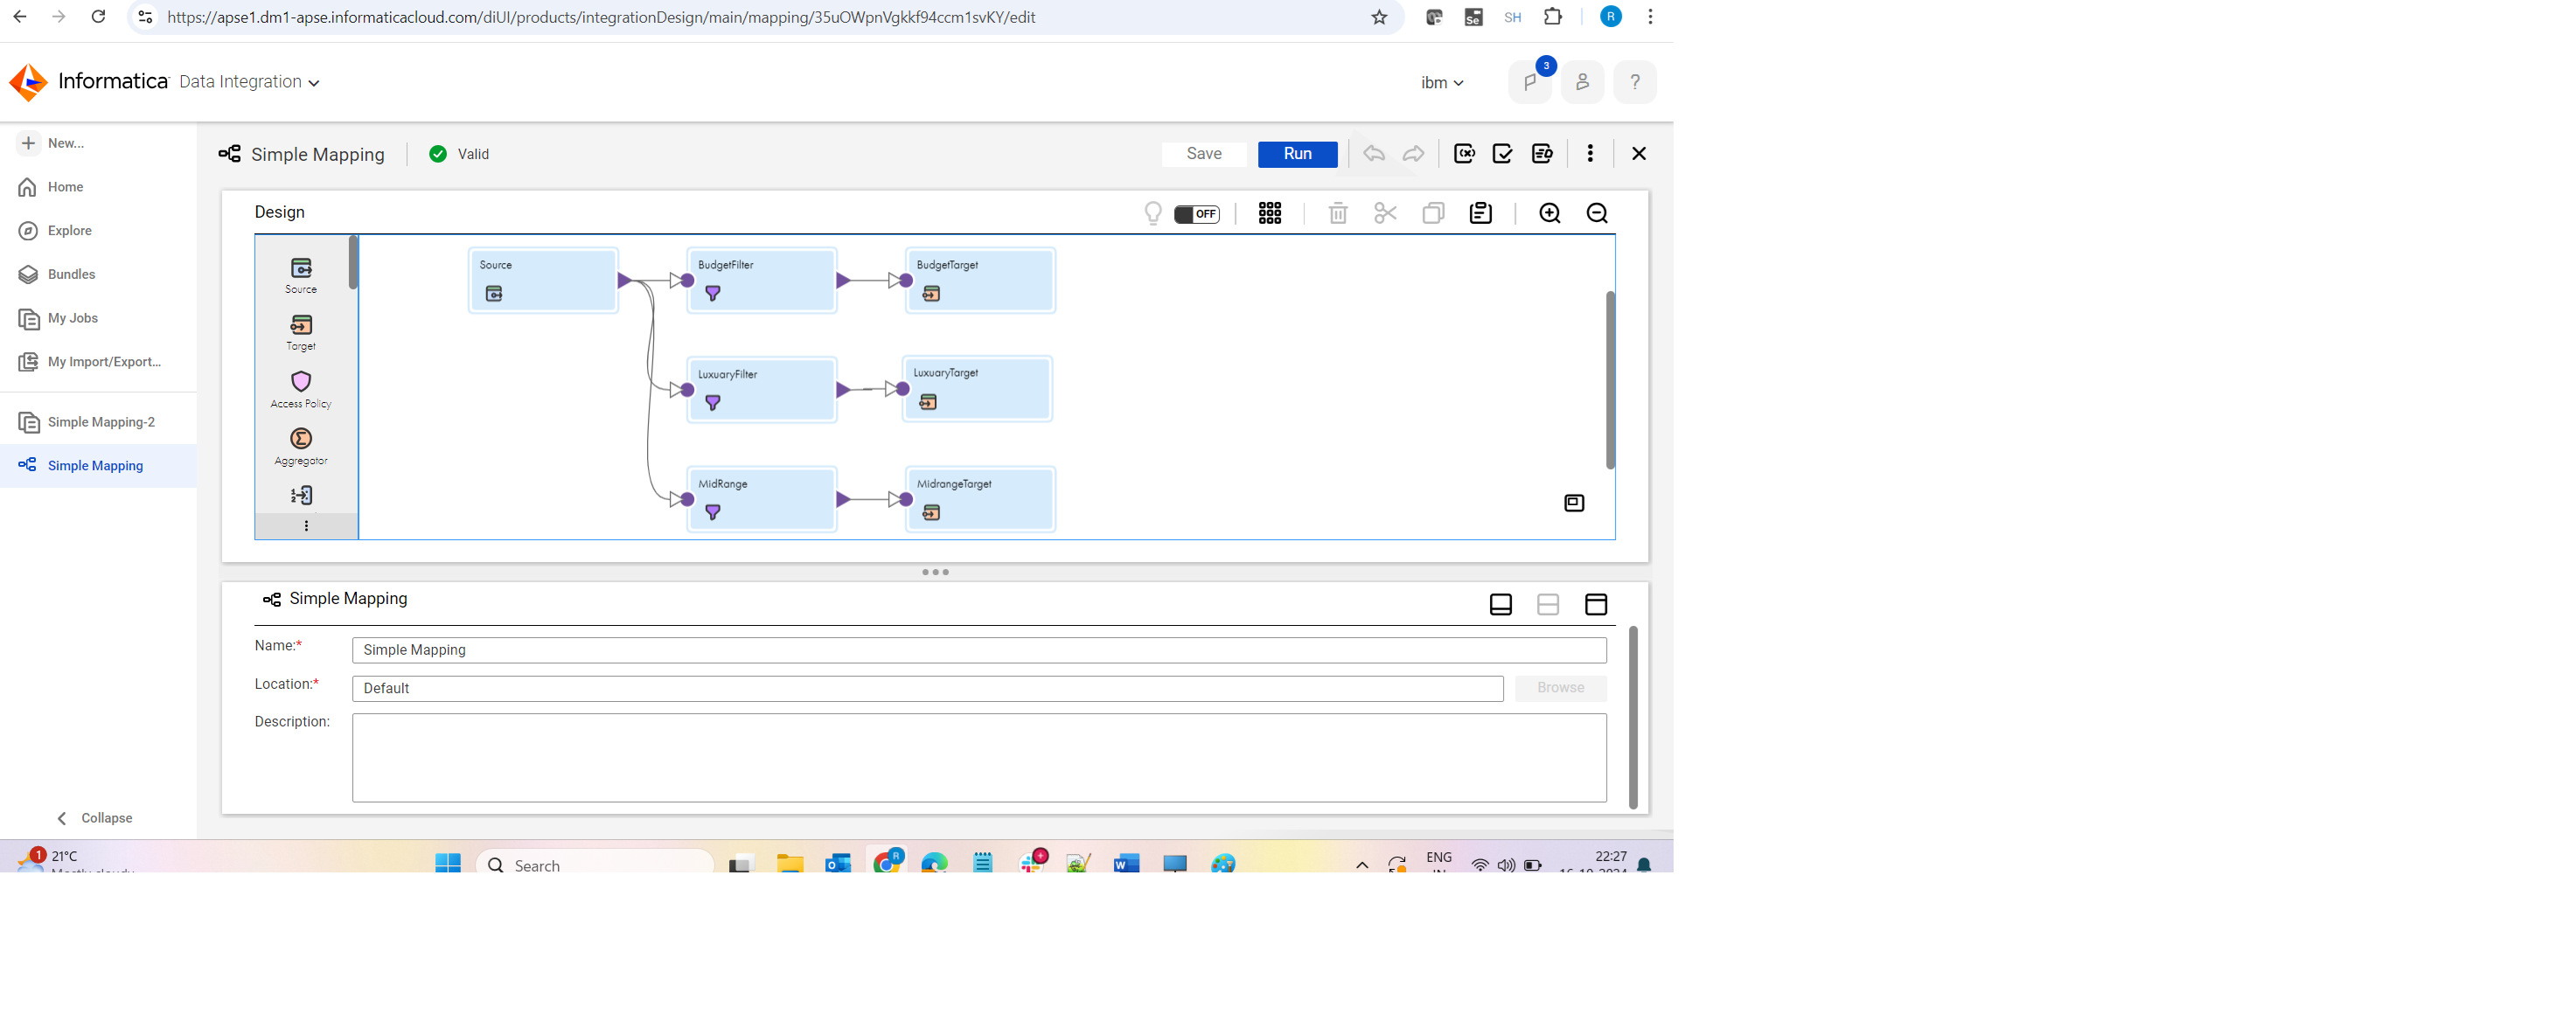 https://apse1.dm1-apse.informaticacloud.com/diUI/products/integrationDesign/main/mapping/35uOWpnVgkkf94ccm1svKY/edit
Se
SH
R
Informatica Data Integration
ibm
3
?
New...
Home
Explore
Bundles
My Jobs
My Import/Export...
Simple Mapping-2
Simple Mapping
Collapse
Simple Mapping
Valid
Save
Run
Design
OFF
Source
Target
Access Policy
Aggregator
Source
BudgetFilter
BudgetTarget
LuxuaryFilter
LuxuaryTarget
MidRange
MidrangeTarget
Simple Mapping
Name:*
Simple Mapping
Location:*
Default
Browse
Description:
1
21°C
Mostly cloudy
Search
R
ENG
IN
22:27
16-10-2024